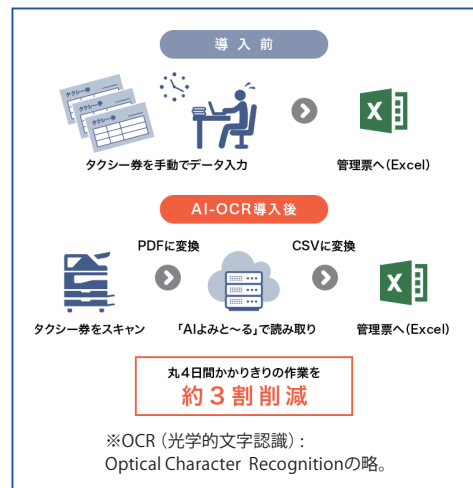 導入前
タクシー券
タクシー券
タクシー券
タクシー券を手動でデータ入力
管理票へ(Excel)
AI-OCR導入後
PDFに変換
CSVに変換
タクシー券をスキャン
「AIよみと〜る」で読み取り
管理票へ(Excel)
丸4日間かかりきりの作業を
約3割削減
※OCR(光学的文字認識):
Optical Character Recognitionの略。